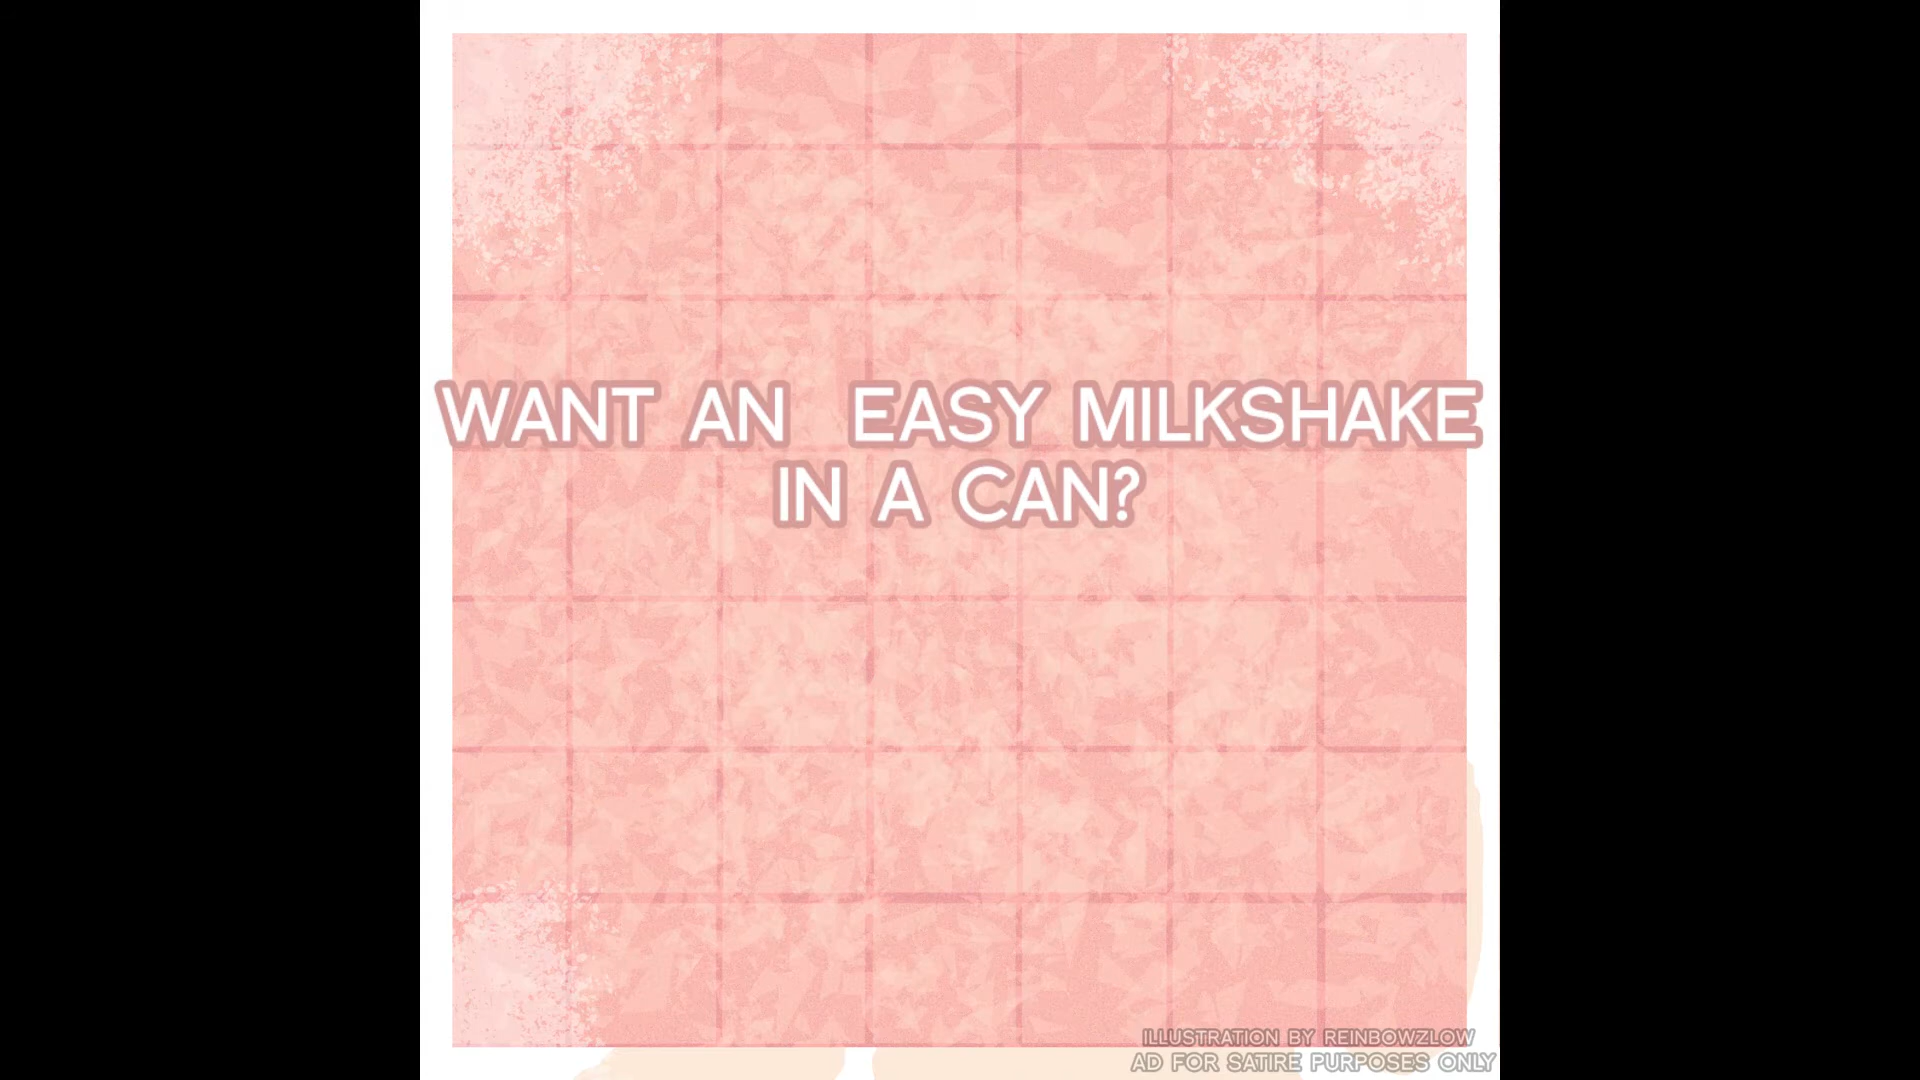 WANT AN EASY MILKSHAKE
IN A CAN?
ILLUSTRATION BY REINBOWZLOW
AD FOR SATIRE PURPOSES ONLY